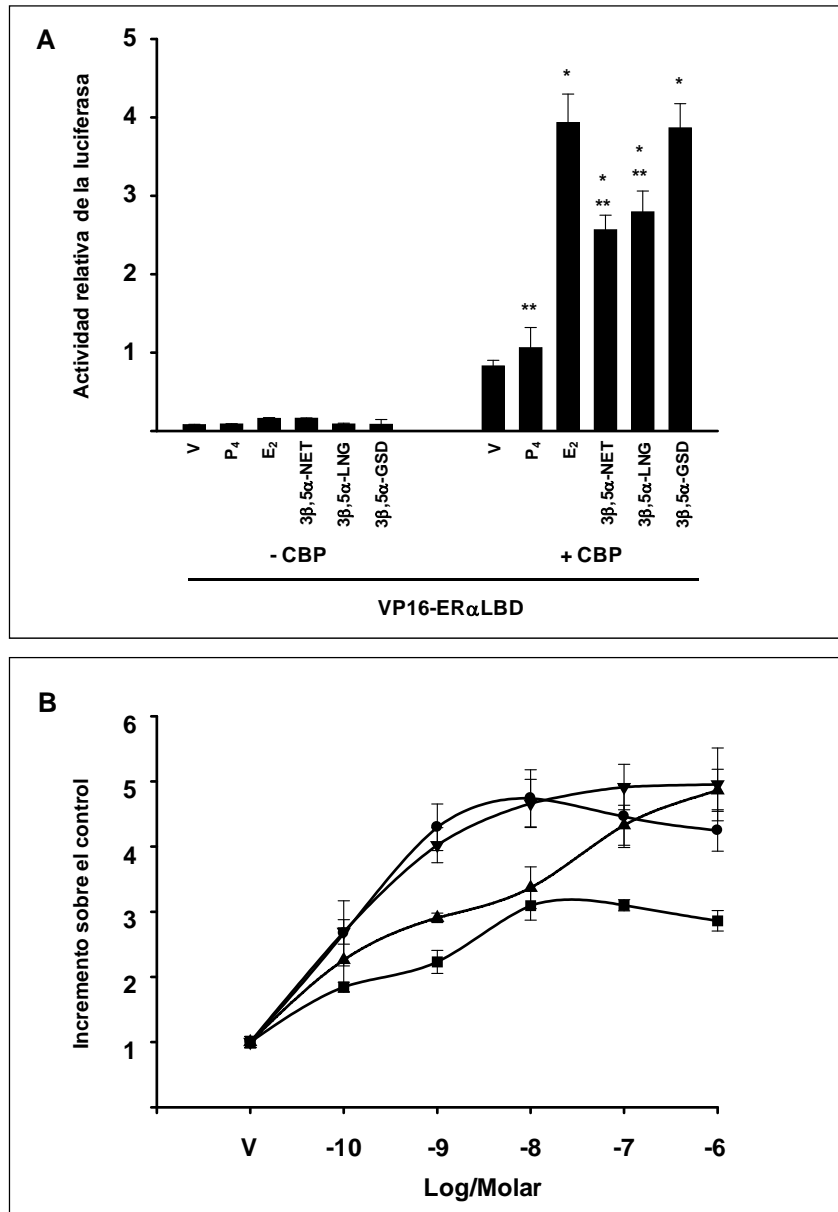 A
Actividad relativa de la luciferasa
5
4
3
2
1
*
*
**
*
**
*
**
V
P4
E2
3β,5α-NET
3β,5α-LNG
3β,5α-GSD
V
P4
E2
3β,5α-NET
3β,5α-LNG
3β,5α-GSD
- CBP
+ CBP
VP16-ERαLBD
B
Incremento sobre el control
6
5
4
3
2
1
V
-10
-9
-8
-7
-6
Log/Molar